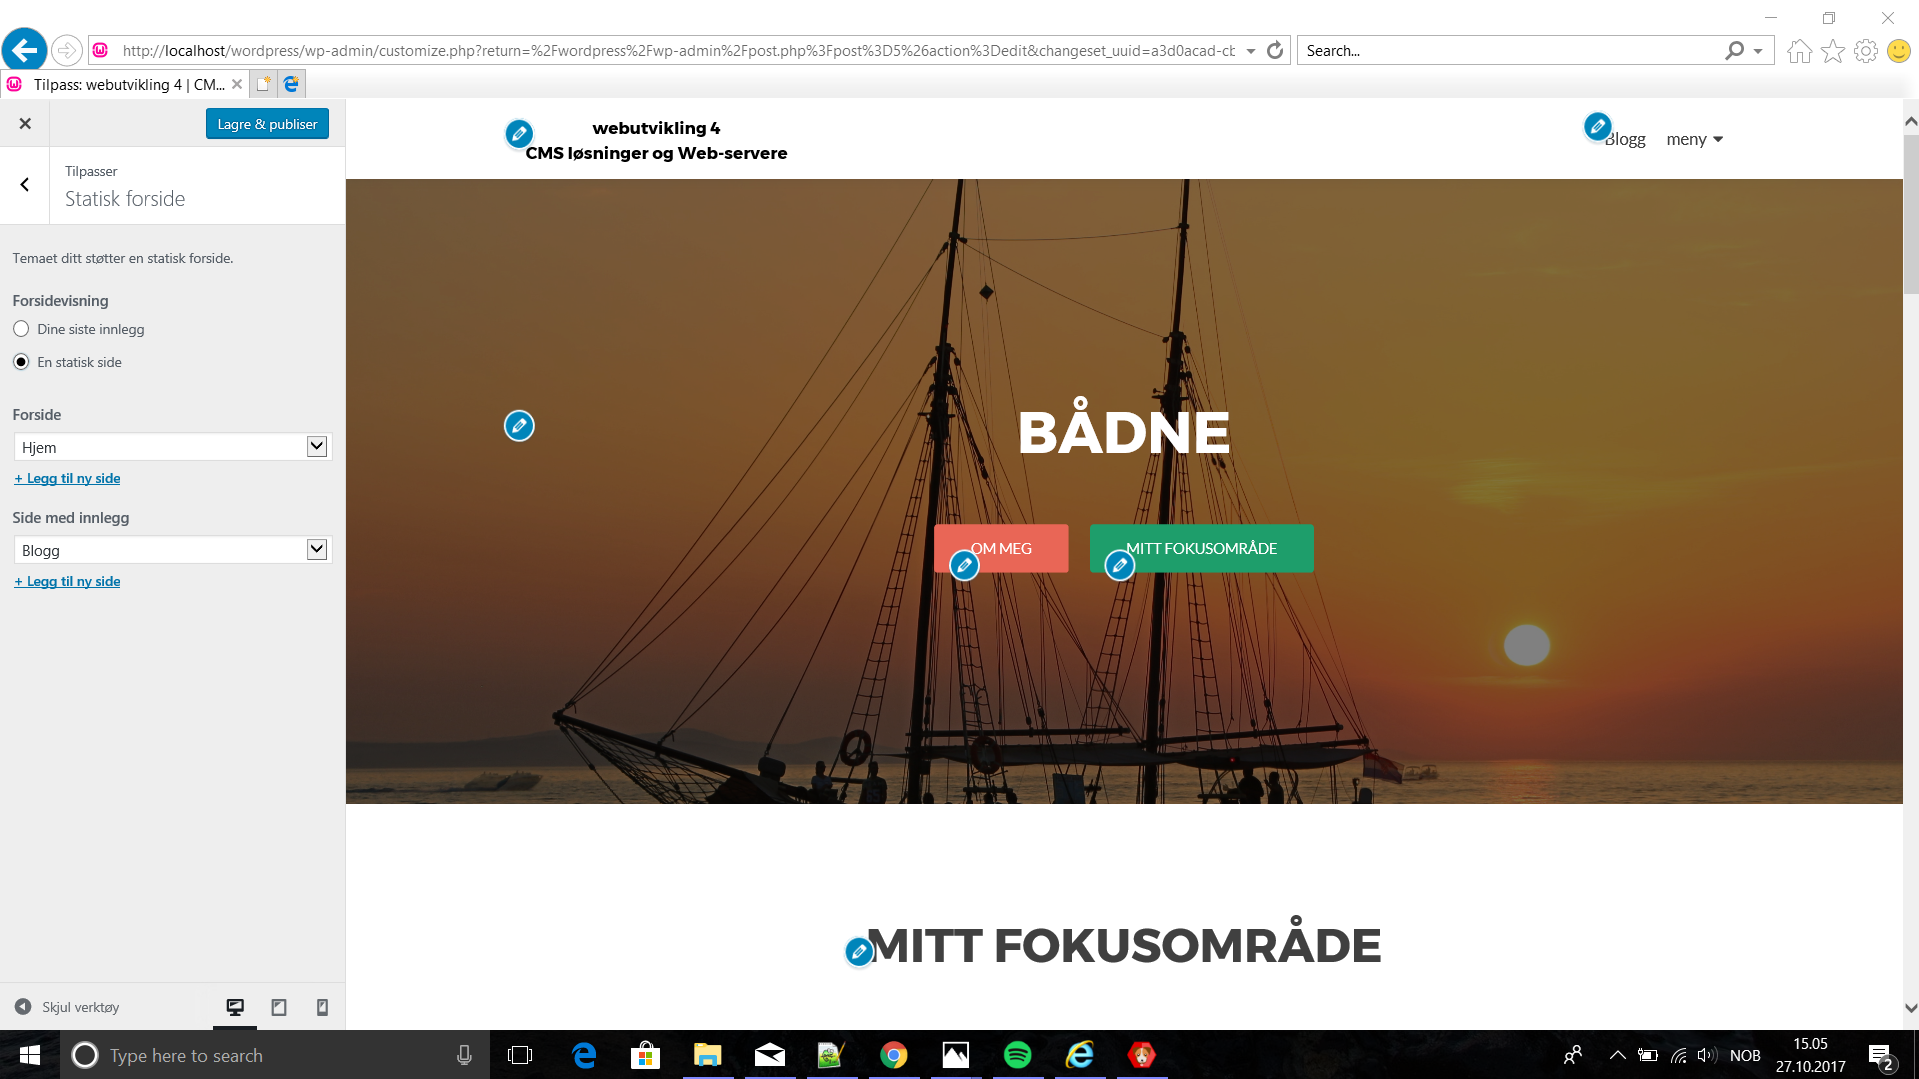 http://localhost/wordpress/wp-admin/customize.php?return=%2Fwordpress%2Fwp-admin%2Fpost.php%3Fpost%3D5%26action%3Dedit&changeset_uuid=a3d0acad-cb
Search...
Tilpass: webutvikling 4 | CM...
Lagre & publiser
Tilpasser
Statisk forside
Temaet ditt støtter en statisk forside.
Forsidevisning
Dine siste innlegg
En statisk side
Forside
Hjem
+ Legg til ny side
Side med innlegg
Blogg
+ Legg til ny side
Skjul verktøy
webutvikling 4
CMS løsninger og Web-servere
Blogg
meny
BÅDNE
OM MEG
MITT FOKUSOMRÅDE
MITT FOKUSOMRÅDE
Type here to search
NOB
15.05
27.10.2017
2